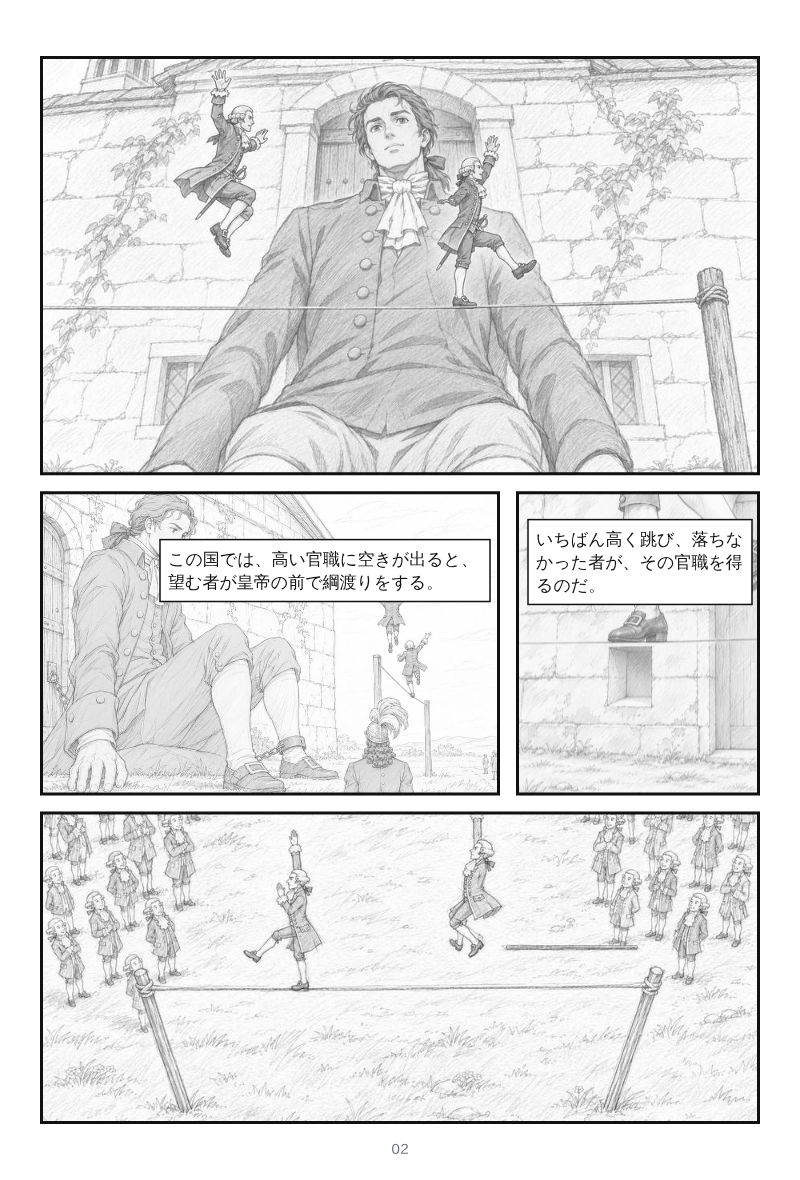 この国では、高い官職に空きが出ると、
望む者が皇帝の前で綱渡りをする。
いちばん高く跳び、落ちな
かった者が、その官職を得
るのだ。
02